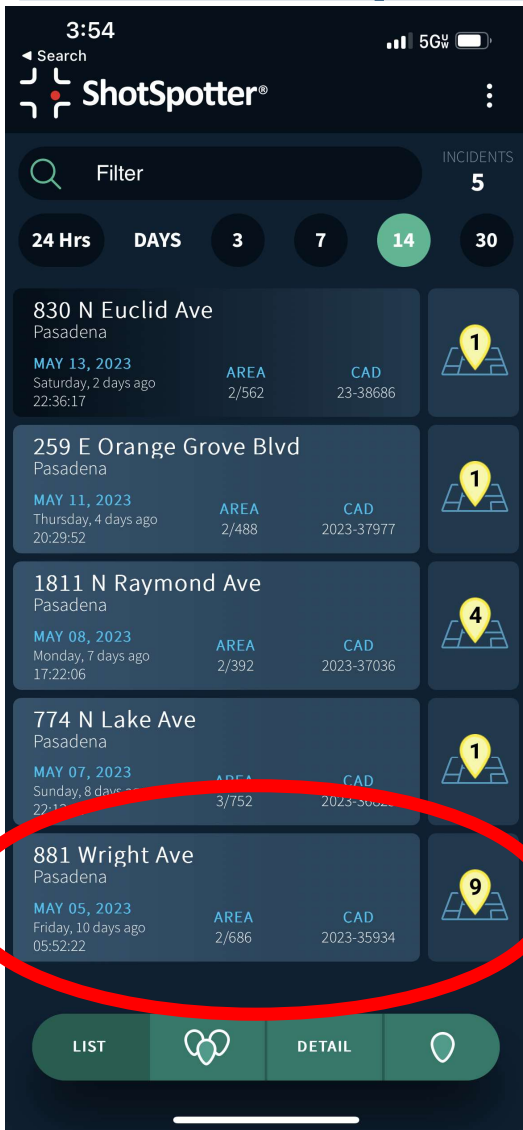 3:54
5GW
◄ Search
ShotSpotter®
Filter
INCIDENTS
5
24 Hrs DAYS 3 7 14 30
830 N Euclid Ave
Pasadena
MAY 13, 2023
Saturday, 2 days ago
22:36:17
AREA
2/562
CAD
23-38686
1
259 E Orange Grove Blvd
Pasadena
MAY 11, 2023
Thursday, 4 days ago
20:29:52
AREA
2/488
CAD
2023-37977
1
1811 N Raymond Ave
Pasadena
MAY 08, 2023
Monday, 7 days ago
17:22:06
AREA
2/392
CAD
2023-37036
4
774 N Lake Ave
Pasadena
MAY 07, 2023
Sunday, 8 days
AREA
3/752
CAD
1
881 Wright Ave
Pasadena
MAY 05, 2023
Friday, 10 days ago
05:52:22
AREA
2/686
CAD
2023-35934
9
LIST
DETAIL